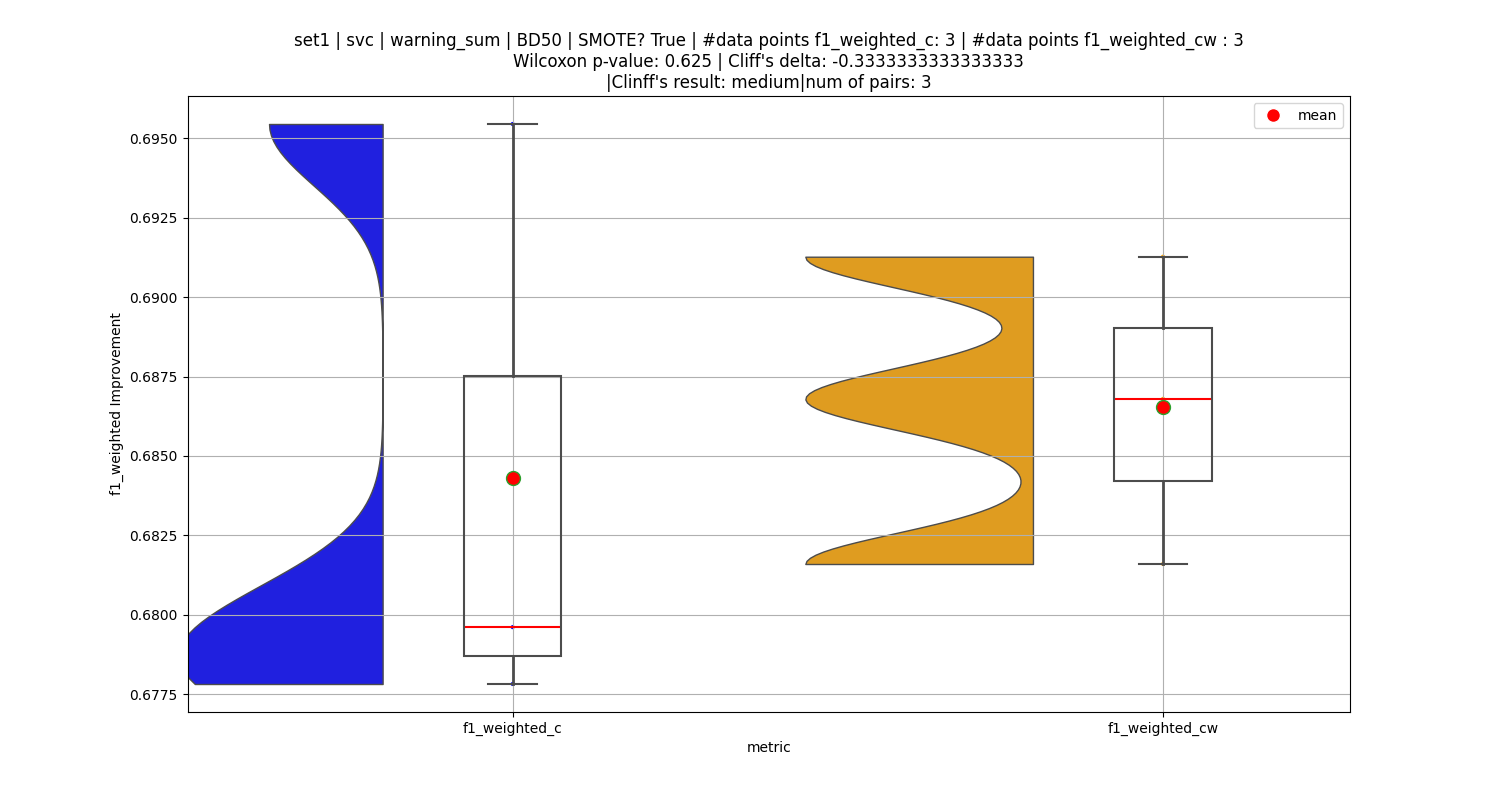 set1 | svc | warning_sum | BD50 | SMOTE? True | #data points f1_weighted_c: 3 | #data points f1_weighted_cw : 3
Wilcoxon p-value: 0.625 | Cliff's delta: -0.3333333333333333
|Clinff's result: medium|num of pairs: 3
mean
0.6950
0.6925
0.6900
0.6875
0.6850
0.6825
0.6800
0.6775
f1_weighted Improvement
f1_weighted_c
f1_weighted_cw
metric